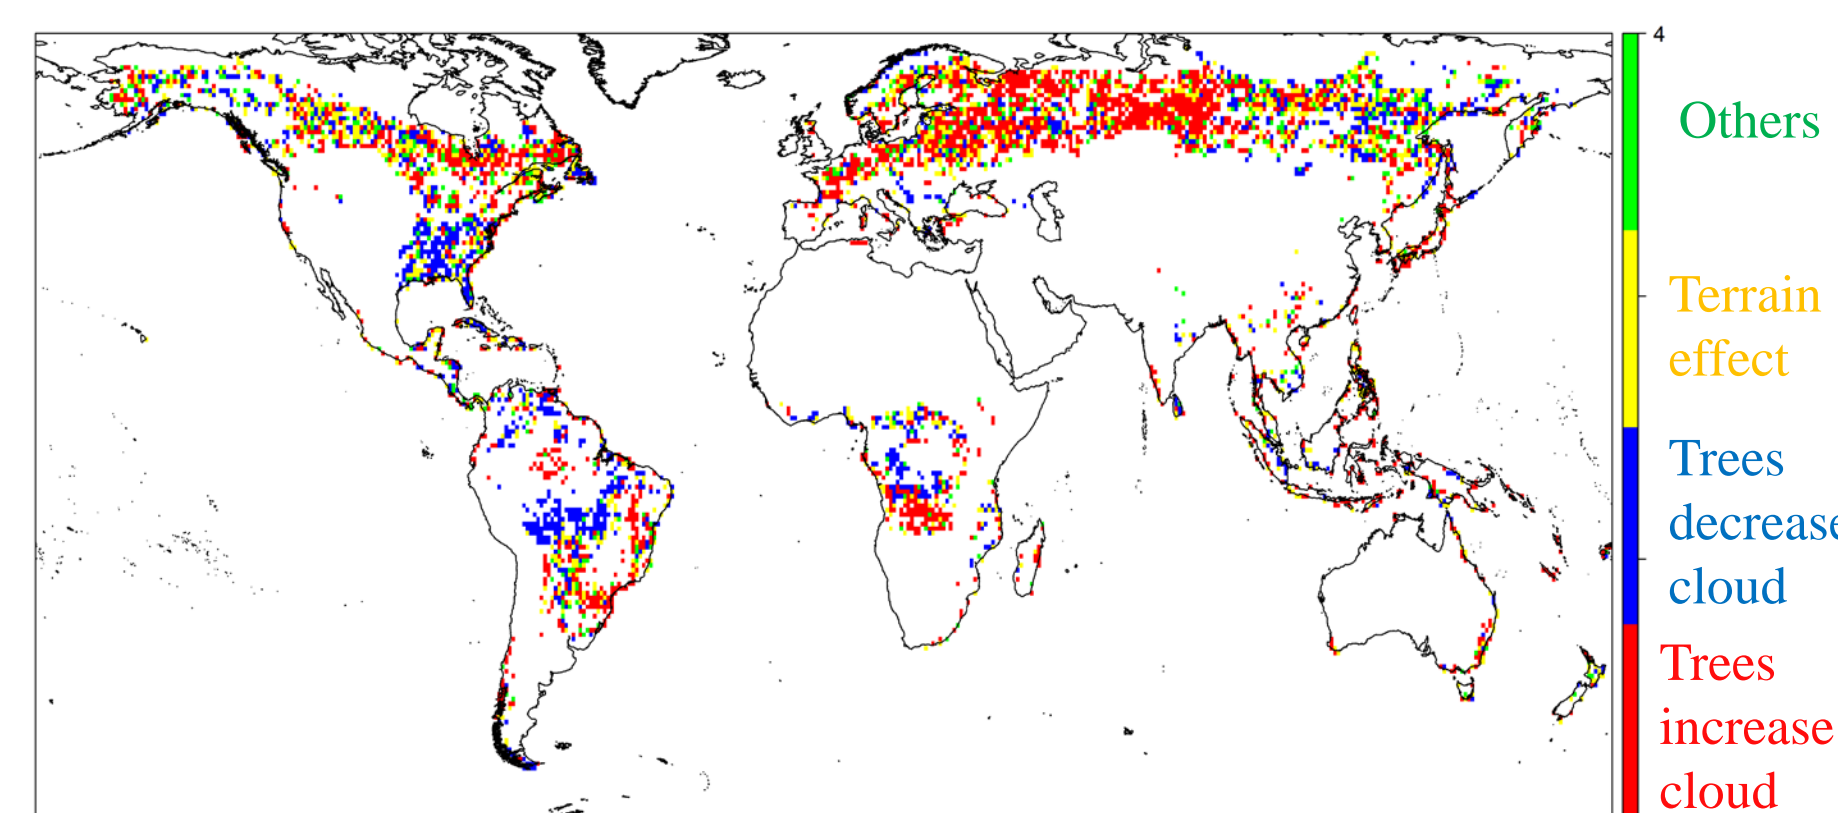 4
Others
Terrain
effect
Trees
decrease
cloud
Trees
increase
cloud